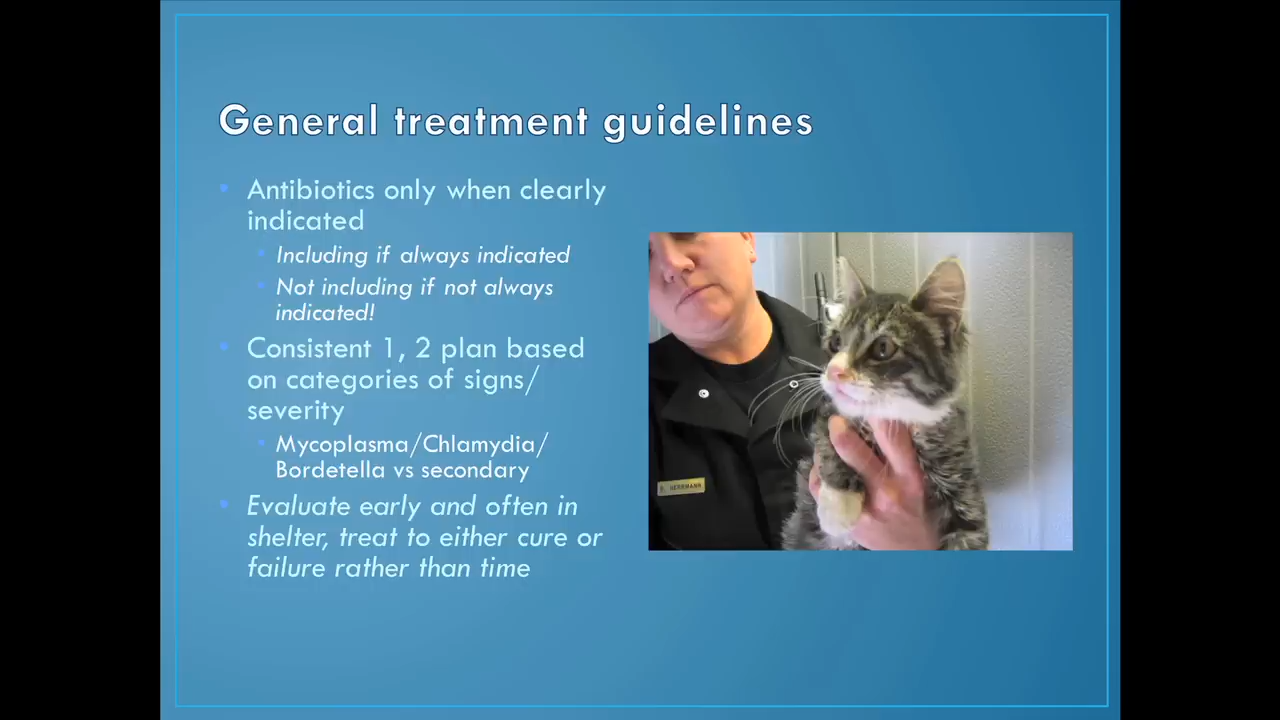 General treatment guidelines
• Antibiotics only when clearly
indicated
• Including if always indicated
• Not including if not always
indicated!
• Consistent 1, 2 plan based
on categories of signs/
severity
• Mycoplasma/Chlamydia/
Bordetella vs secondary
• Evaluate early and often in
shelter, treat to either cure or
failure rather than time
HERRMANN